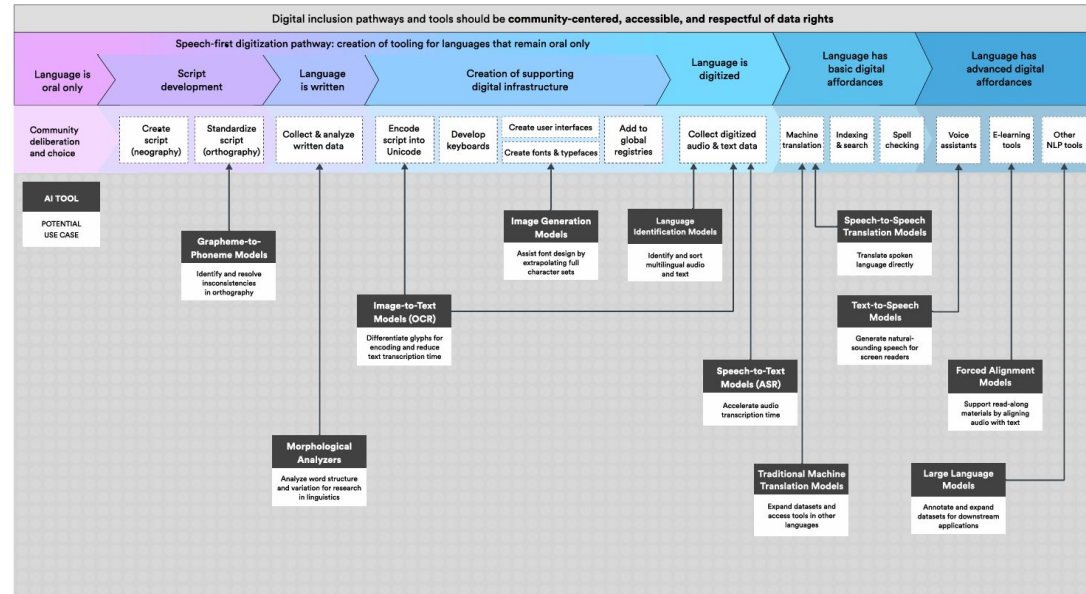 Digital inclusion pathways and tools should be community-centered, accessible, and respectful of data rights
Speech-first digitization pathway: creation of tooling for languages that remain oral only
Language is
oral only
Script
development
Language
is written
Creation of supporting
digital infrastructure
Language is
digitized
Language has
basic digital
affordances
Language has
advanced digital
affordances
Community
deliberation
and choice
Create
script
(neography)
Standardize
script
(orthography)
Collect & analyze
written data
Encode
script into
Unicode
Develop
keyboards
Create user interfaces
Create fonts & typefaces
Add to
global
registries
Collect digitized
audio & text data
Machine
translation
Indexing
& search
Spell
checking
Voice
assistants
E-learning
tools
Other
NLP tools
AI TOOL
POTENTIAL
USE CASE
Grapheme-to-
Phoneme Models
Identify and resolve
insconsistencies
in orthography
Image Generation
Models
Assist font design by
extrapolating full
character sets
Language
Identification Models
Identify and sort
multilingual audio
and text
Speech-to-Speech
Translation Models
Translate spoken
language directly
Image-to-Text
Models (OCR)
Differentiate glyphs for
encoding and reduce
text transcription time
Text-to-Speech
Models
Generate natural-
sounding speech for
screen readers
Speech-to-Text
Models (ASR)
Accelerate audio
transcription time
Forced Alignment
Models
Support read-along
materials by aligning
audio with text
Morphological
Analyzers
Analyze word structure
and variation for research
in linguistics
Traditional Machine
Translation Models
Expand datasets and
access tools in other
languages
Large Language
Models
Annotate and expand
datasets for downstream
applications